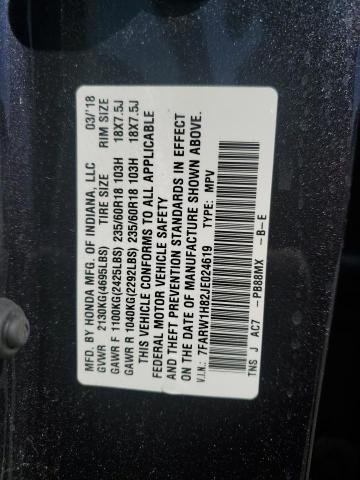 MFD. BY HONDA MFG. OF INDIANA, LLC 03/'18
GVWR 2130KG(4695LBS) TIRE SIZE RIM SIZE
GAWR F 1100KG(2425LBS) 235/60R18 103H 18X7.5J
GAWR R 1040KG(2292LBS) 235/60R18 103H 18X7.5J
THIS VEHICLE CONFORMS TO ALL APPLICABLE
FEDERAL MOTOR VEHICLE SAFETY
AND THEFT PREVENTION STANDARDS IN EFFECT
ON THE DATE OF MANUFACTURE SHOWN ABOVE.
V.I.N.: 7FARW1H82JE024619 TYPE: MPV
TNS J AC7 -PB88MX -B-E